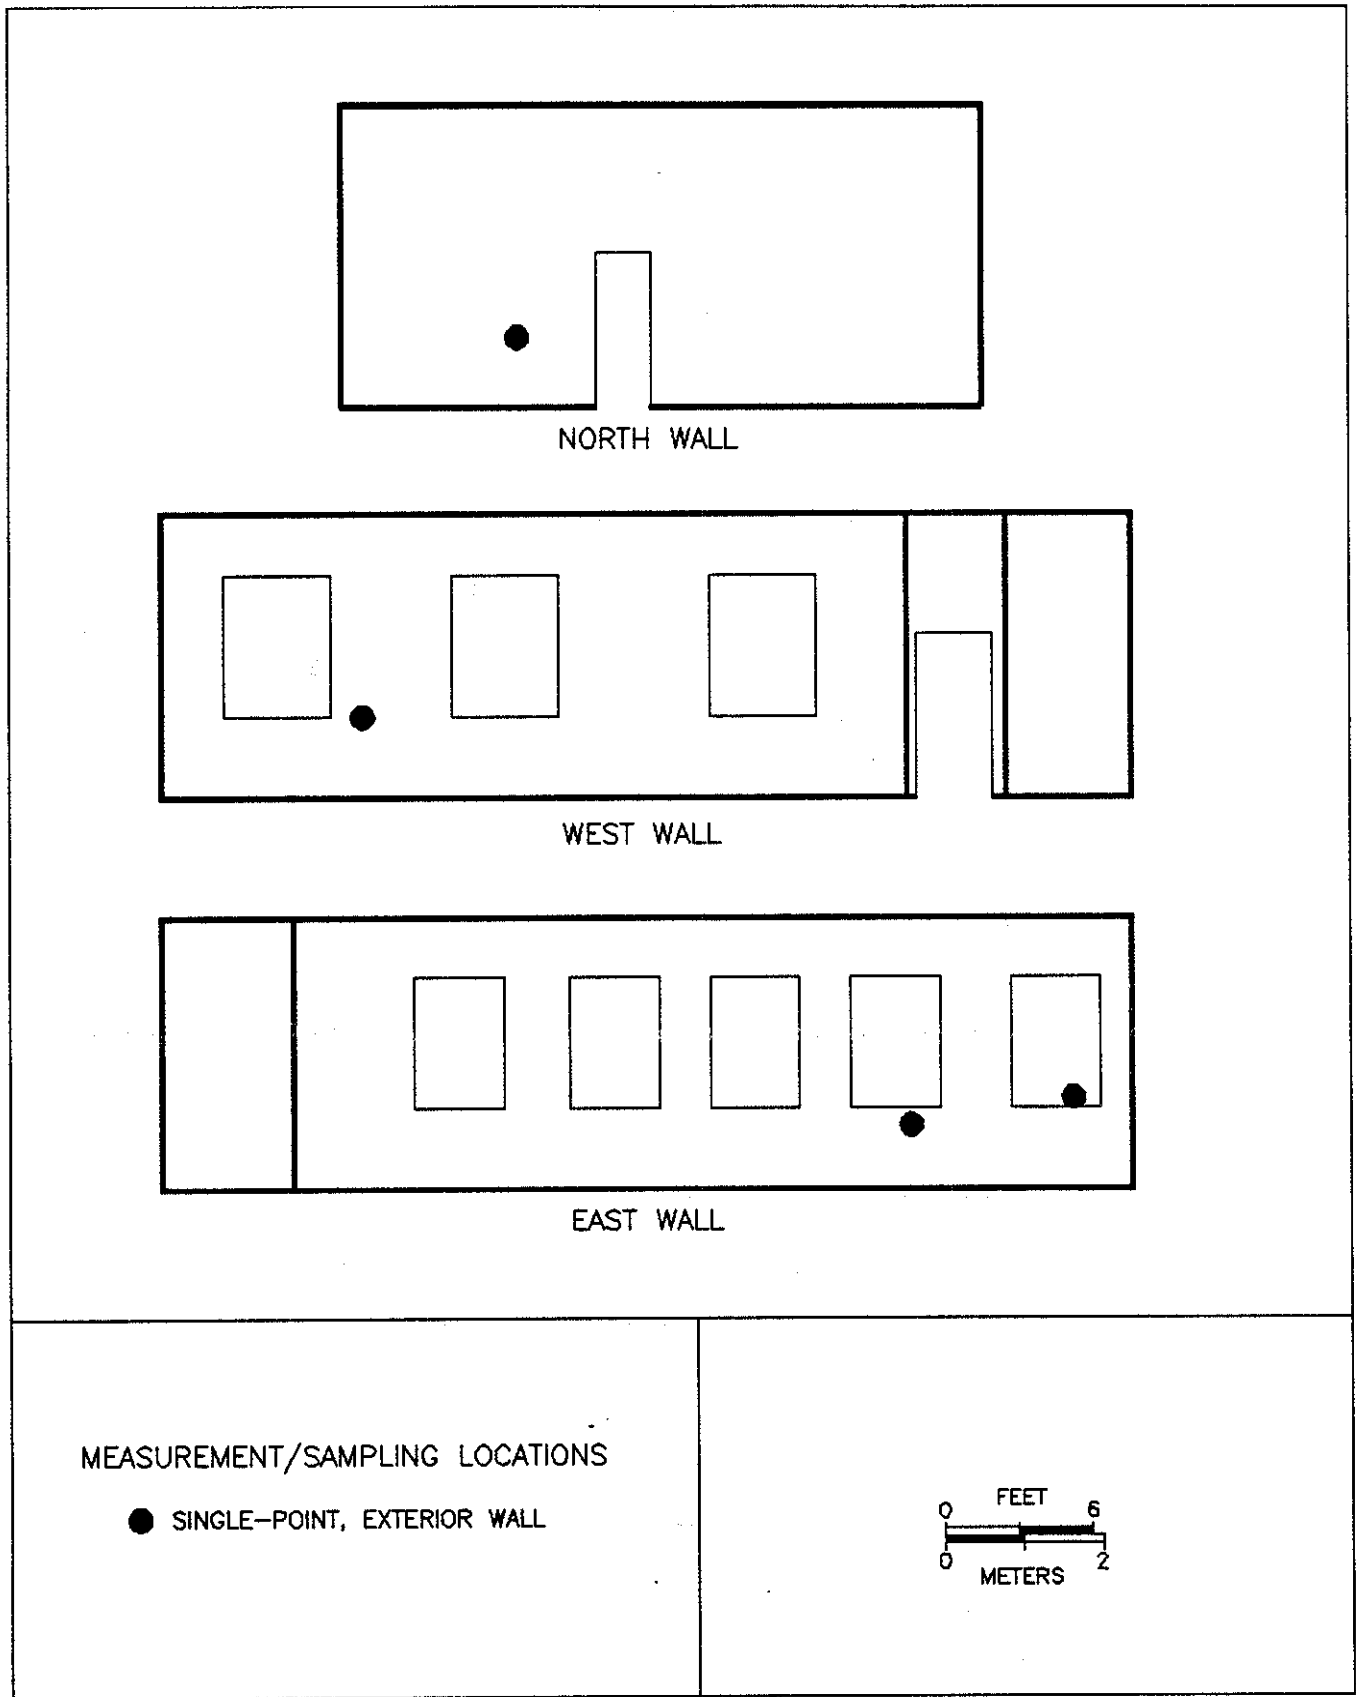 NORTH WALL
WEST WALL
EAST WALL
MEASUREMENT/SAMPLING LOCATIONS
SINGLE-POINT, EXTERIOR WALL
FEET
0 6
0 2
METERS